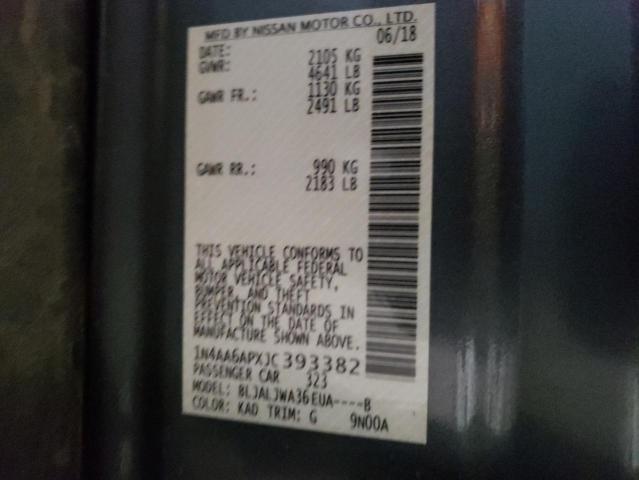 MFD BY NISSAN MOTOR CO., LTD.
DATE: 06/18
GVWR: 2105 KG
4641 LB
GAWR FR.: 1130 KG
2491 LB
GAWR RR.: 990 KG
2183 LB
THIS VEHICLE CONFORMS TO
ALL APPLICABLE FEDERAL
MOTOR VEHICLE SAFETY,
BUMPER, AND THEFT
PREVENTION STANDARDS IN
EFFECT ON THE DATE OF
MANUFACTURE SHOWN ABOVE.
1N4AA6APXJC393382
PASSENGER CAR 323
MODEL: BLJALJWA36EUA----B
COLOR: KAD TRIM: G 9N00A